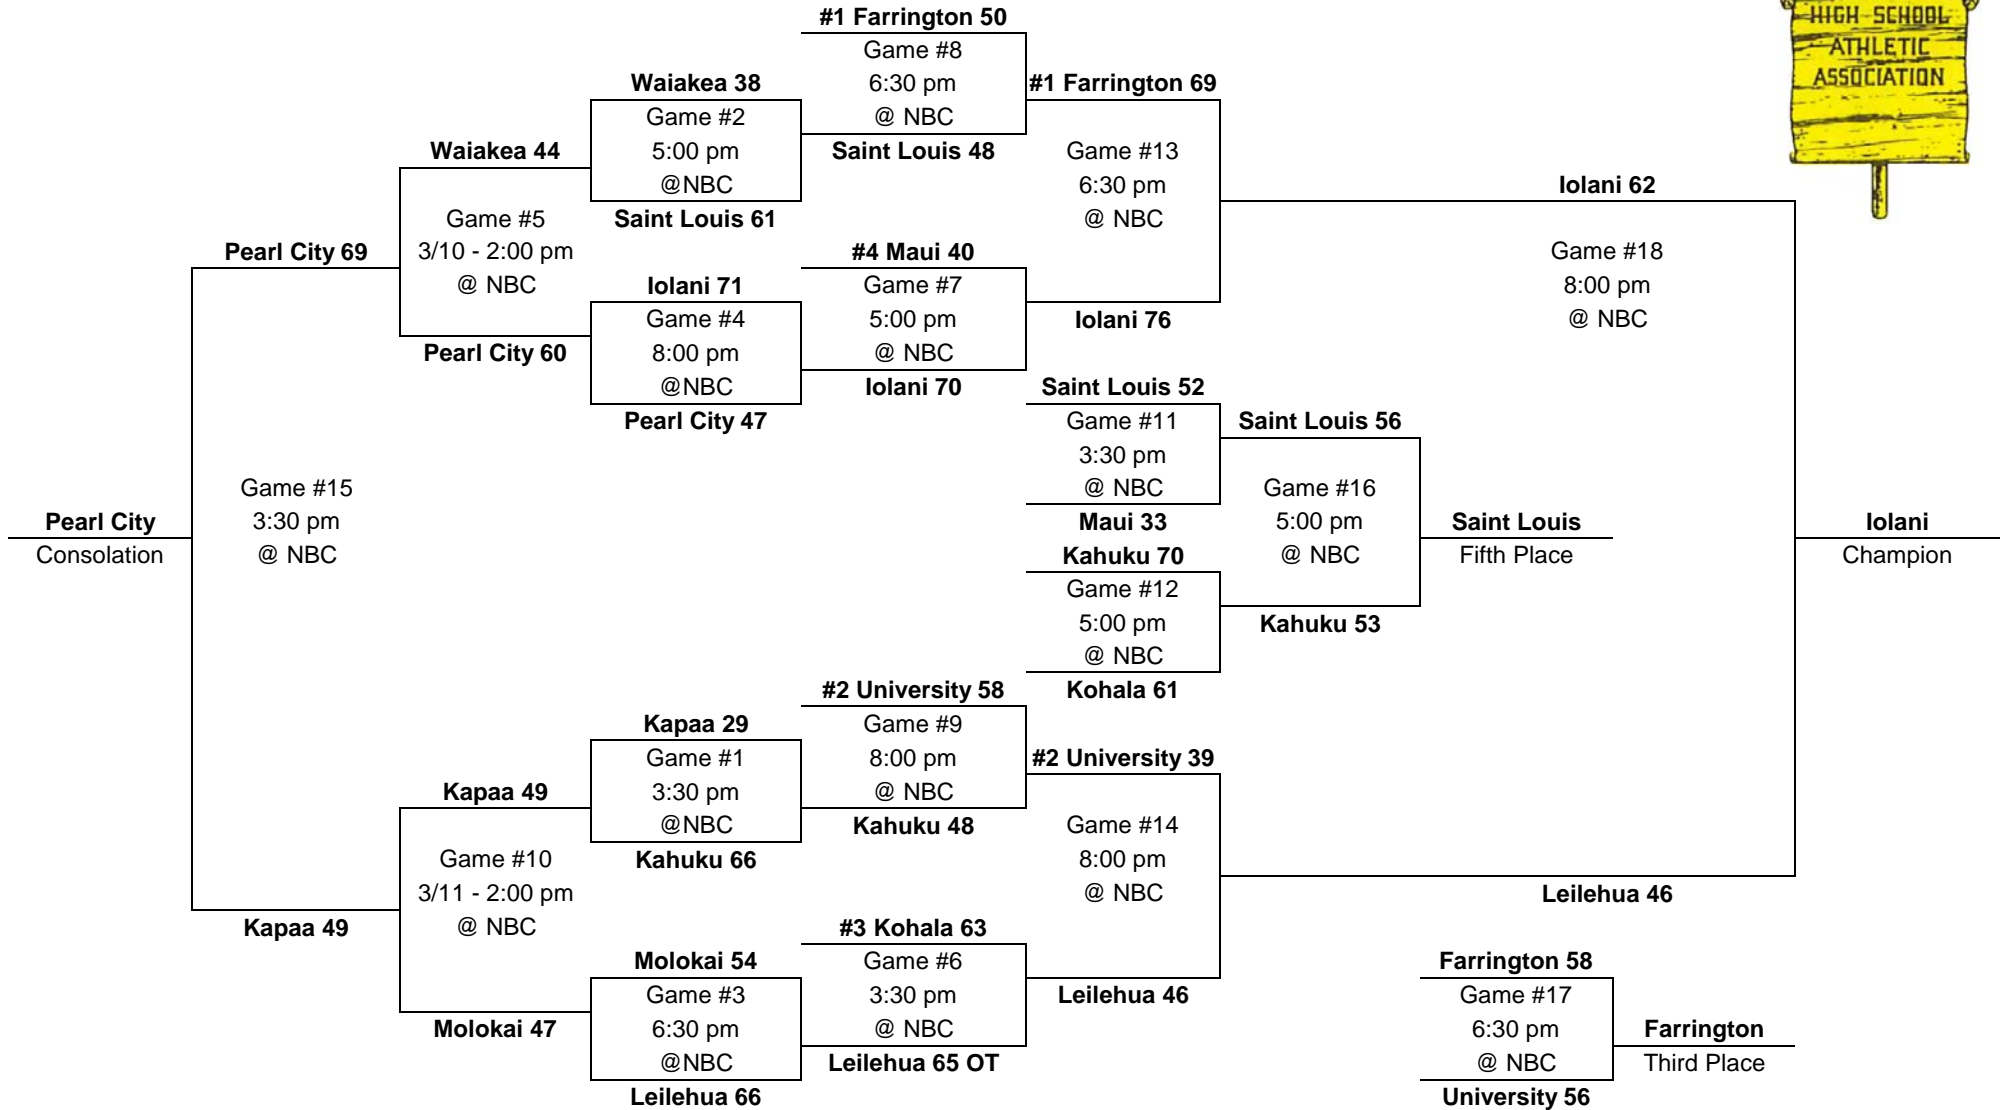 #1 Farrington 50
Game #8
6:30 pm
@ NBC
Saint Louis 48
HIGH SCHOOL
ATHLETIC
ASSOCIATION
Waiakea 38
Game #2
5:00 pm
@NBC
Saint Louis 61
#1 Farrington 69
Game #13
6:30 pm
@ NBC
Iolani 76
Waiakea 44
Game #5
3/10 - 2:00 pm
@ NBC
Pearl City 60
Iolani 62
Game #18
8:00 pm
@ NBC
Leilehua 46
Pearl City 69
Game #15
3:30 pm
@ NBC
Kapaa 49
#4 Maui 40
Game #7
5:00 pm
@ NBC
Iolani 70
Iolani 71
Game #4
8:00 pm
@NBC
Pearl City 47
Saint Louis 52
Game #11
3:30 pm
@ NBC
Maui 33
Saint Louis 56
Game #16
5:00 pm
@ NBC
Kahuku 53
Pearl City
Consolation
Saint Louis
Fifth Place
Iolani
Champion
Kahuku 70
Game #12
5:00 pm
@ NBC
Kohala 61
#2 University 58
Game #9
8:00 pm
@ NBC
Kahuku 48
Kapaa 29
Game #1
3:30 pm
@NBC
Kahuku 66
#2 University 39
Game #14
8:00 pm
@ NBC
Leilehua 46
Kapaa 49
Game #10
3/11 - 2:00 pm
@ NBC
Molokai 47
#3 Kohala 63
Game #6
3:30 pm
@ NBC
Leilehua 65 OT
Molokai 54
Game #3
6:30 pm
@NBC
Leilehua 66
Farrington 58
Game #17
6:30 pm
@ NBC
University 56
Farrington
Third Place